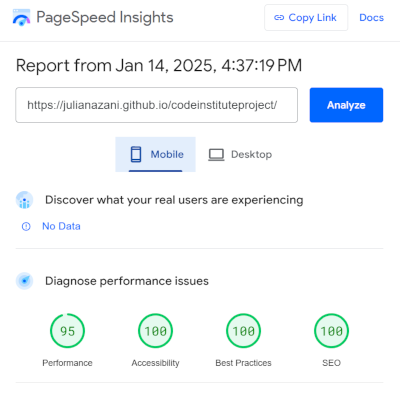 PageSpeed Insights
Copy Link
Docs
Report from Jan 14, 2025, 4:37:19 PM
https://julianazani.github.io/codeinstituteproject/
Analyze
Mobile
Desktop
Discover what your real users are experiencing
No Data
Diagnose performance issues
95
100
100
100
Performance
Accessibility
Best Practices
SEO